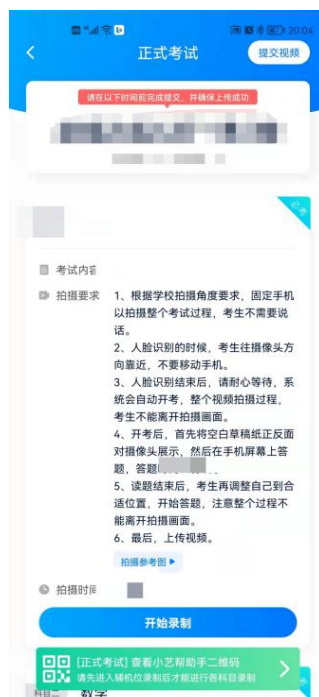 20:04
正式考试
提交视频
请在以下时间前完成提交，并确保上传成功
必考
考试内容
拍摄要求
1、根据学校拍摄角度要求，固定手机
以拍摄整个考试过程，考生不需要说
话。
2、人脸识别的时候，考生往摄像头方
向靠近，不要移动手机。
3、人脸识别结束后，请耐心等待，系
统会自动开考，整个视频拍摄过程，
考生不能离开拍摄画面。
4、开考后，首先将空白草稿纸正反面
对摄像头展示，然后在手机屏幕上答
题，答题
5、读题结束后，考生再调整自己到合
适位置，开始答题，注意整个过程不
能离开拍摄画面。
6、最后，上传视频。
拍摄参考图
拍摄时间
开始录制
[正式考试] 查看小艺帮助手二维码
请先进入辅机位录制后才能进行各科目录制
科目二 数学